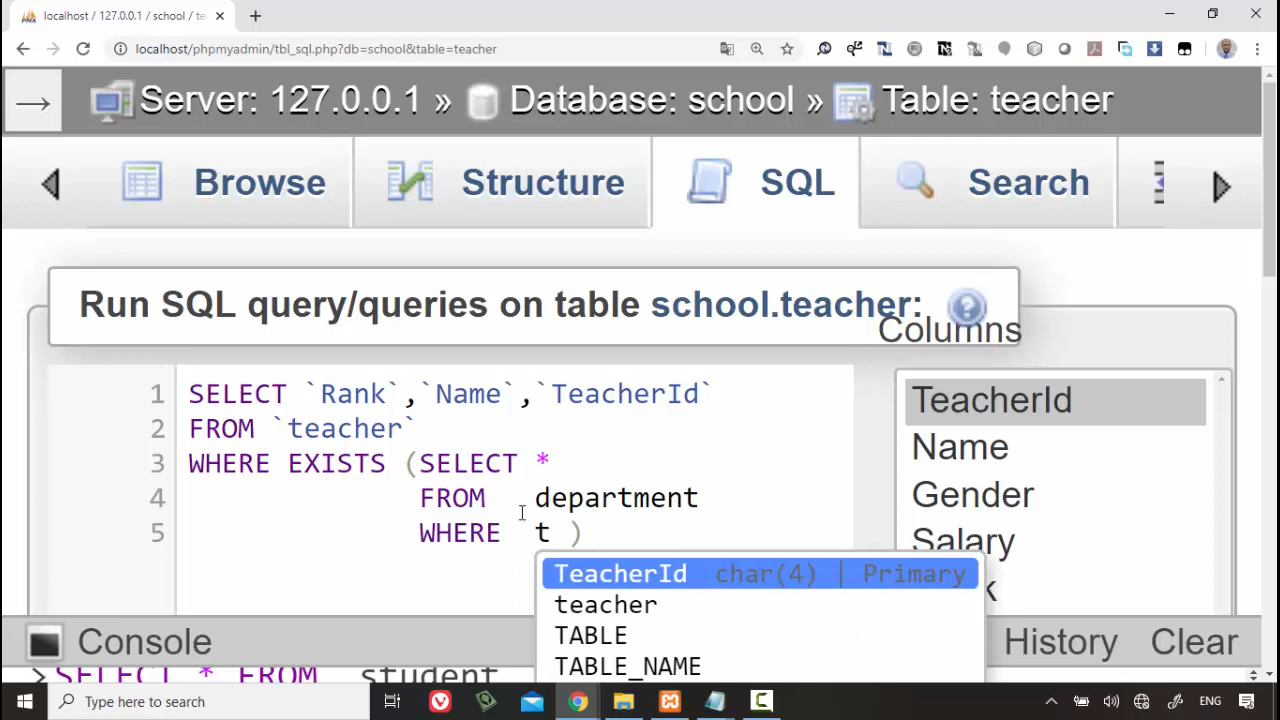 localhost / 127.0.0.1 / school / te
localhost/phpmyadmin/tbl_sql.php?db=school&table=teacher
Server: 127.0.0.1 » Database: school » Table: teacher
Browse Structure SQL Search
Run SQL query/queries on table school.teacher:
Columns
1 SELECT `Rank`,`Name`,`TeacherId`
2 FROM `teacher`
3 WHERE EXISTS (SELECT *
4 FROM department
5 WHERE t )
TeacherId
Name
Gender
Salary
TeacherId char(4) | Primary
teacher
TABLE
TABLE_NAME
Console History Clear
>SELECT * FROM student
Type here to search
ENG